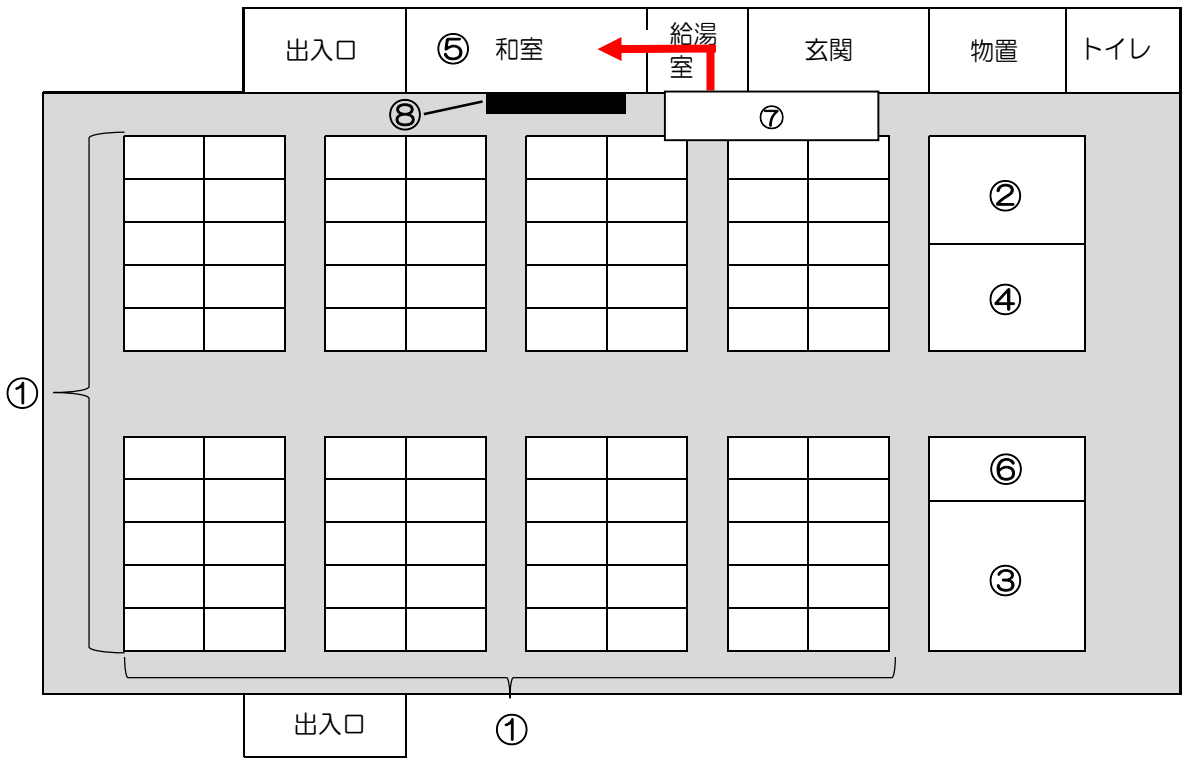 出入口
⑤ 和室
給湯
室
玄関
物置
トイレ
⑧
⑦
②
④
①
⑥
③
出入口
①